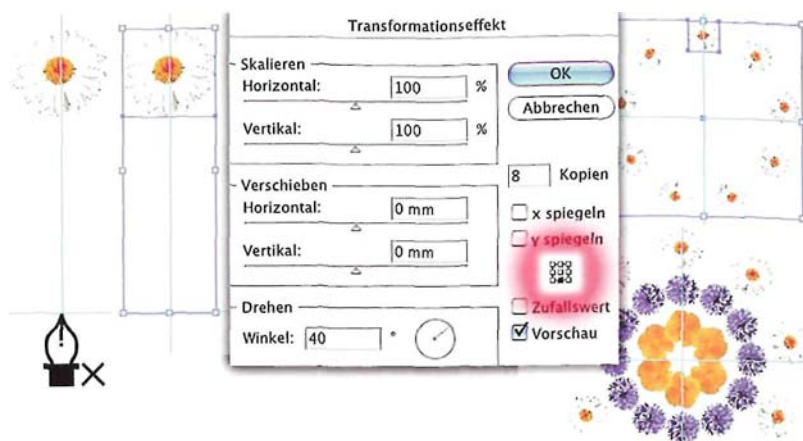 Transformationseffekt
Skalieren
Horizontal: 100 %
Vertikal: 100 %
Verschieben
Horizontal: 0 mm
Vertikal: 0 mm
Drehen
Winkel: 40 °
OK
Abbrechen
8 Kopien
x spiegeln
y spiegeln
Zufallswert
Vorschau